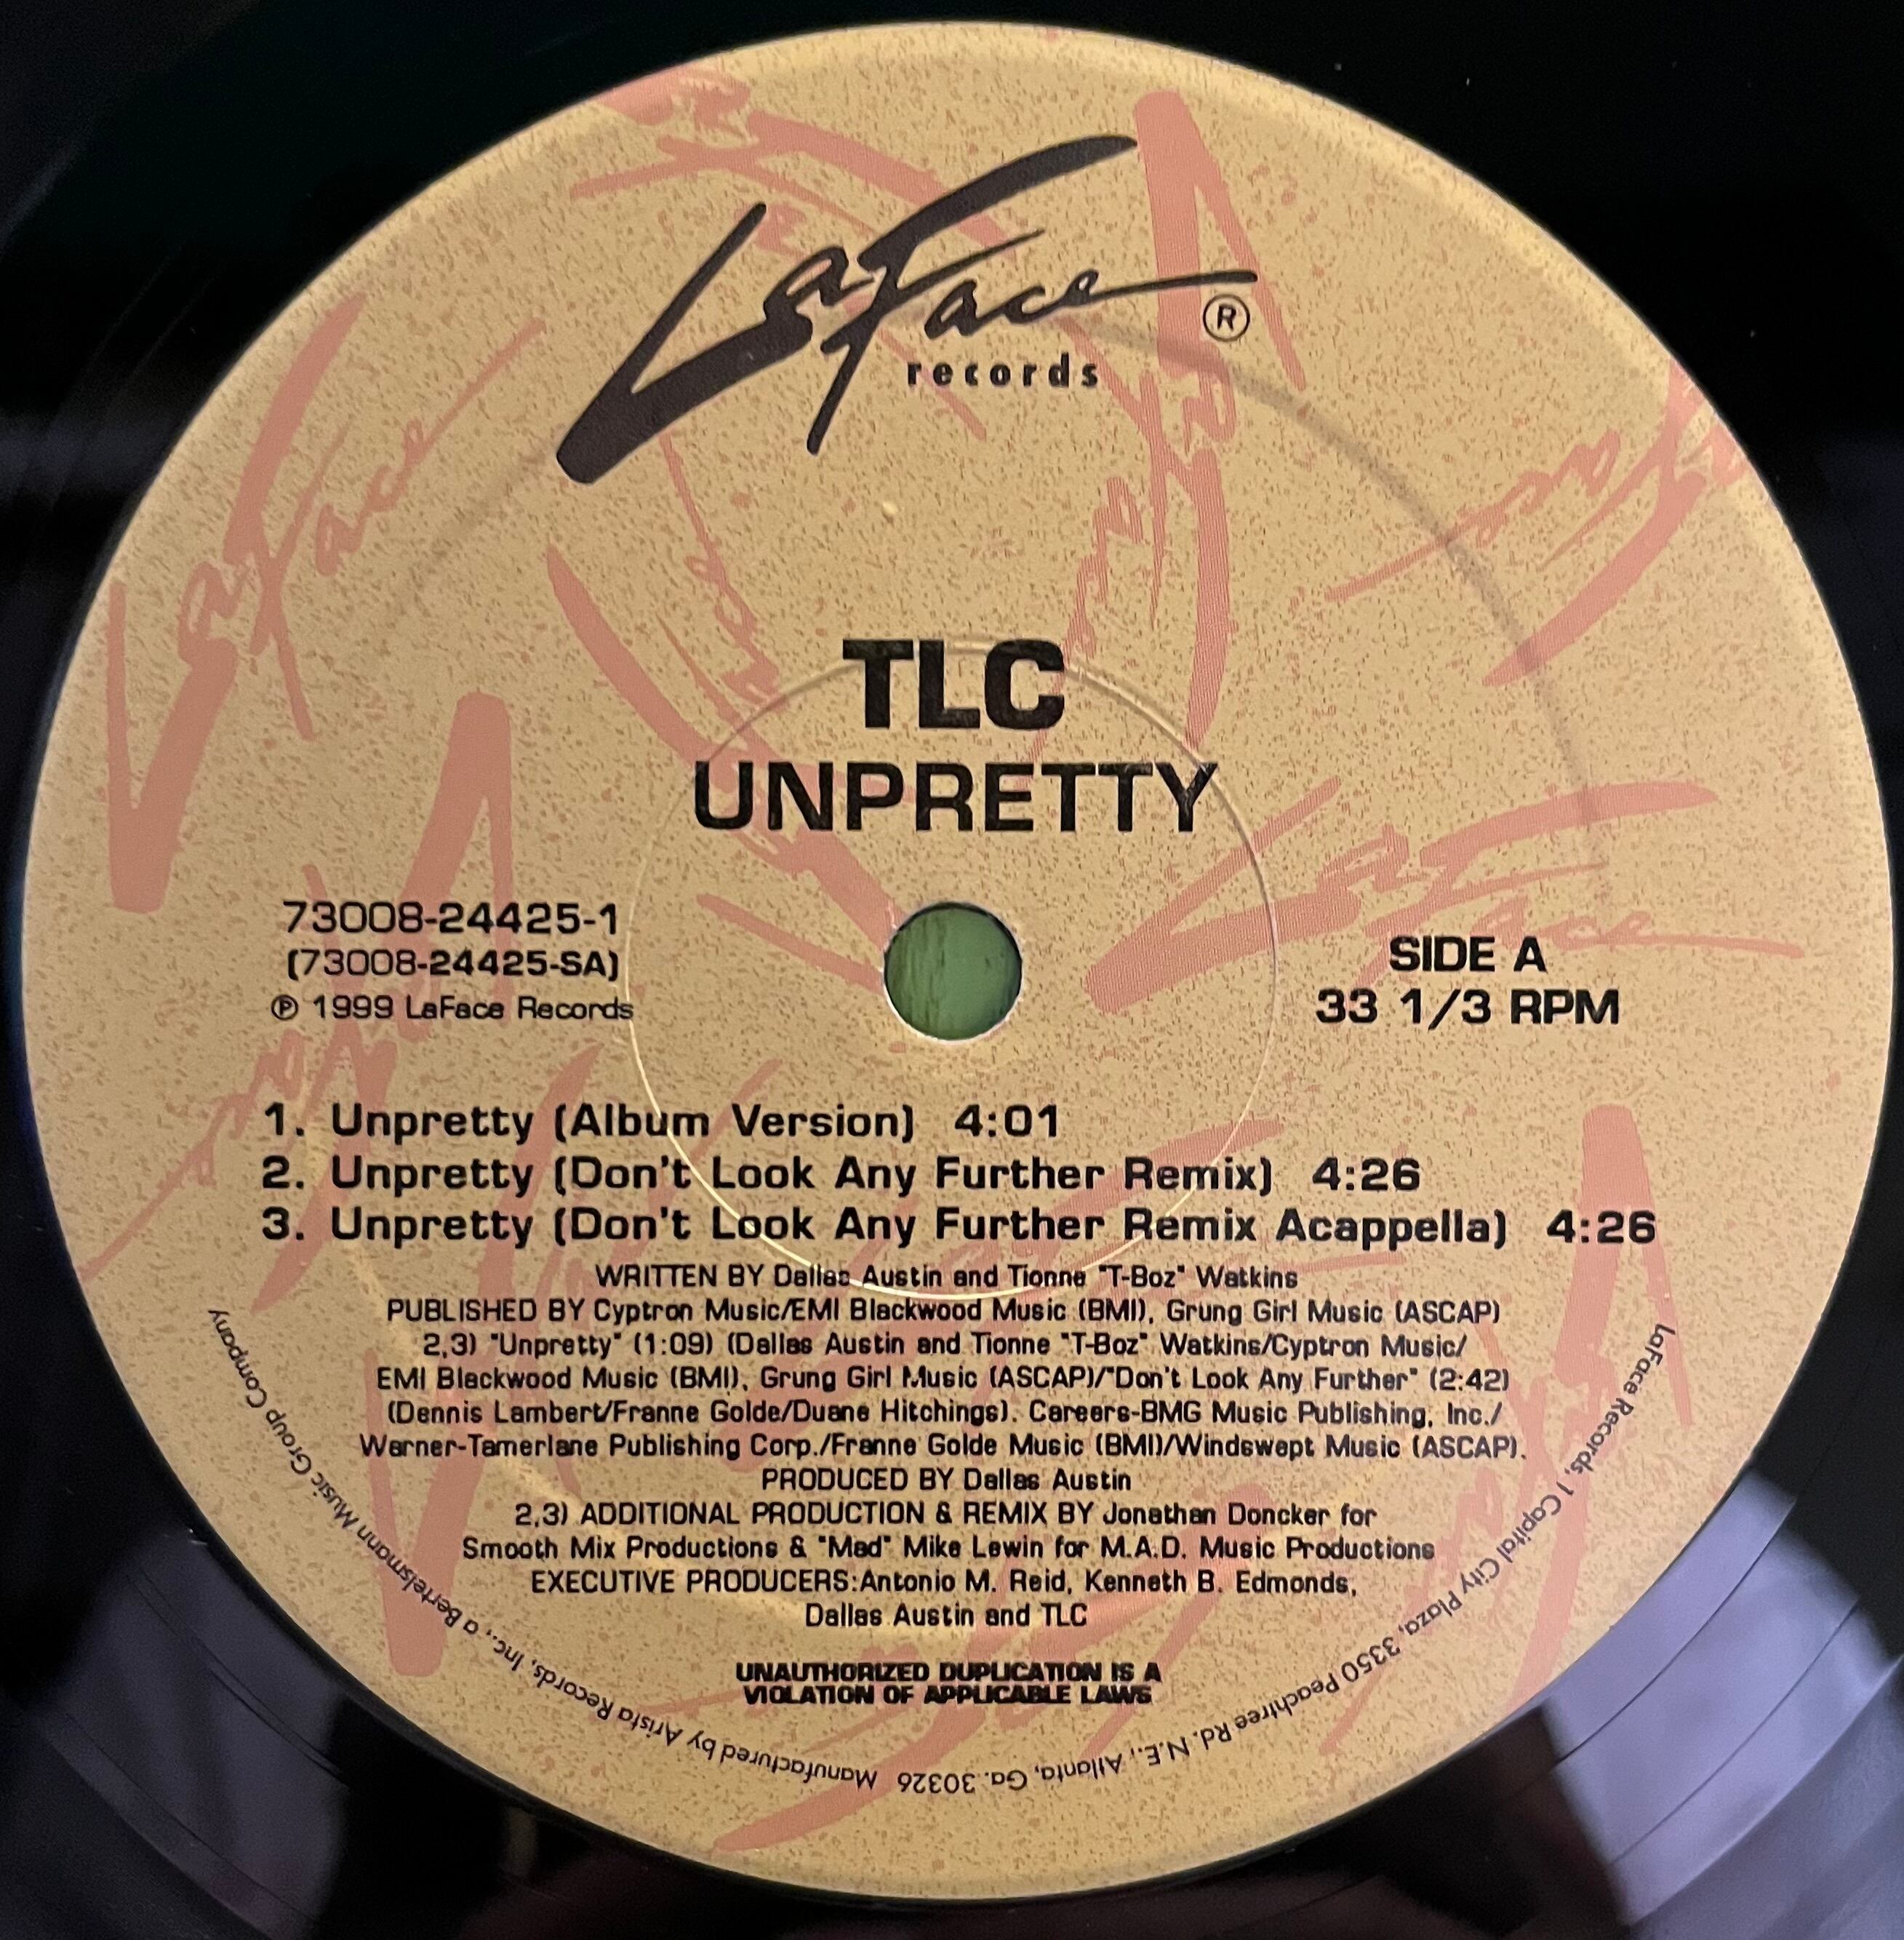 LaFace
®
records
TLC
UNPRETTY
73008-24425-1
(73008-24425-SA)
℗ 1999 LaFace Records
SIDE A
33 1/3 RPM
1. Unpretty (Album Version) 4:01
2. Unpretty (Don't Look Any Further Remix) 4:26
3. Unpretty (Don't Look Any Further Remix Acappella) 4:26
WRITTEN BY Dallas Austin and Tionne "T-Boz" Watkins
PUBLISHED BY Cyptron Music/EMI Blackwood Music (BMI), Grung Girl Music (ASCAP)
2,3) "Unpretty" (1:09) (Dallas Austin and Tionne "T-Boz" Watkins/Cyptron Music/
EMI Blackwood Music (BMI), Grung Girl Music (ASCAP)/"Don't Look Any Further" (2:42)
(Dennis Lambert/Franne Golde/Duane Hitchings). Careers-BMG Music Publishing, Inc./
Warner-Tamerlane Publishing Corp./Franne Golde Music (BMI)/Windswept Music (ASCAP).
PRODUCED BY Dallas Austin
2,3) ADDITIONAL PRODUCTION & REMIX BY Jonathan Doncker for
Smooth Mix Productions & "Mad" Mike Lewin for M.A.D. Music Productions
EXECUTIVE PRODUCERS:Antonio M. Reid, Kenneth B. Edmonds,
Dallas Austin and TLC
UNAUTHORIZED DUPLICATION IS A
VIOLATION OF APPLICABLE LAWS
LaFace Records, 1 Capital City Plaza, 3350 Peachtree Rd. N.E., Atlanta, Ga. 30326 Manufactured by Arista Records, Inc., a Bertelsmann Music Group Company